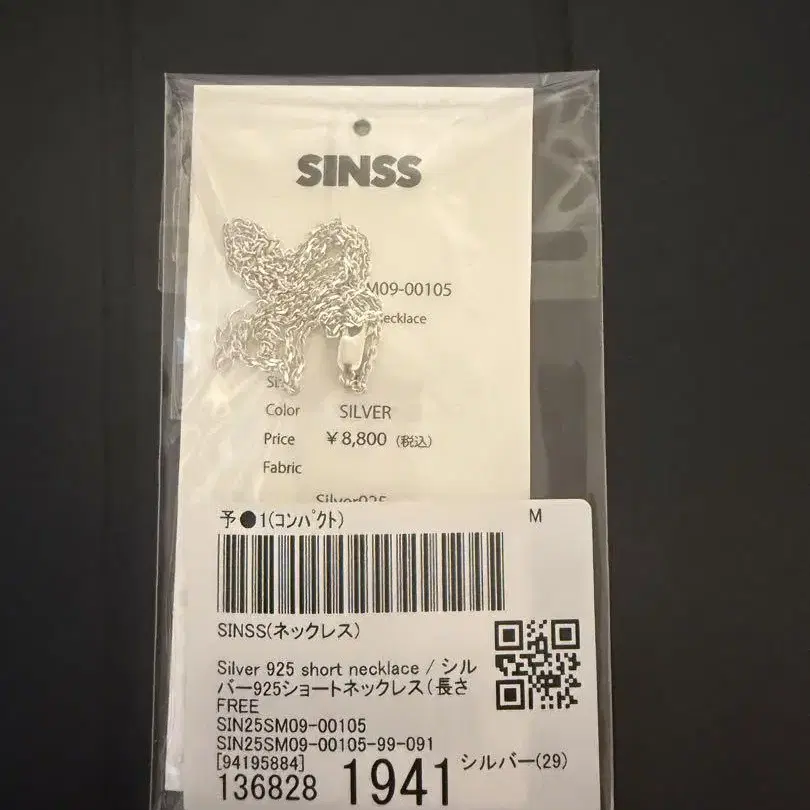 SINSS
M09-00105
necklace
Color SILVER
Price ¥8,800 (税込)
Fabric
Silver925
予●1(コンパクト) M
SINSS(ネックレス)
Silver 925 short necklace / シル
バー925ショートネックレス(長さ
FREE
SIN25SM09-00105
SIN25SM09-00105-99-091
[94195884]
136828 1941 シルバー(29)